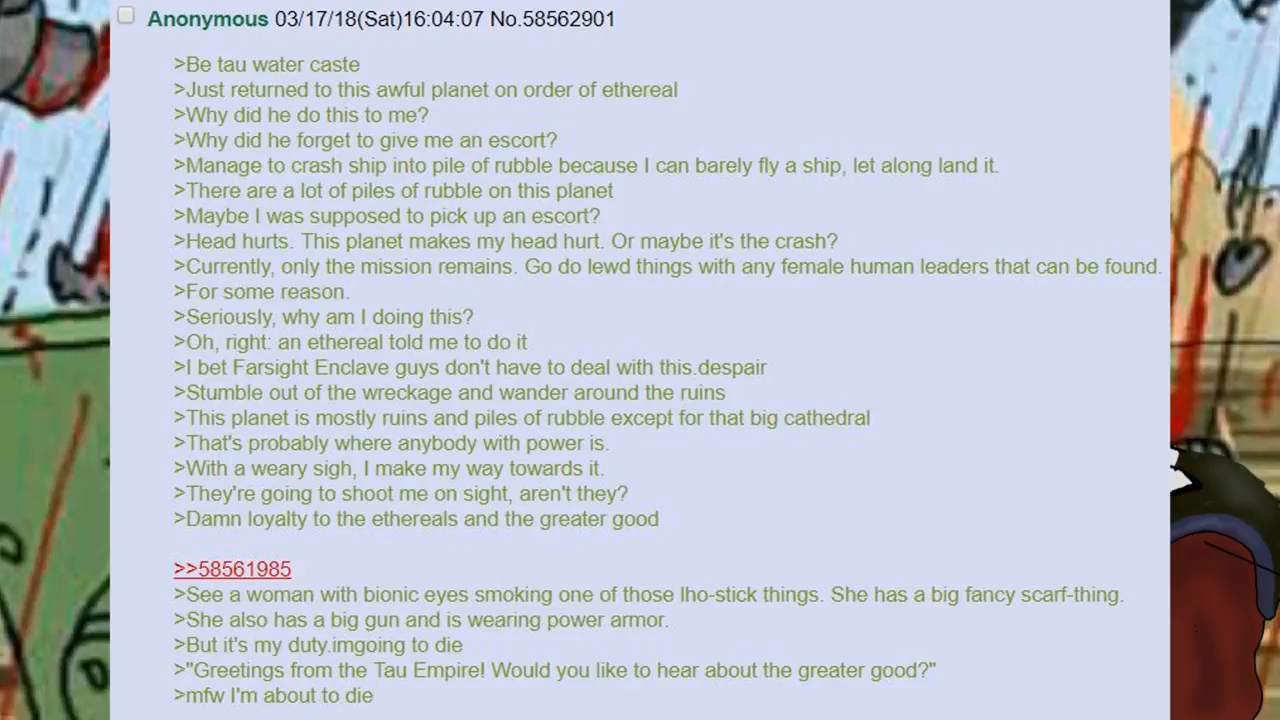 Anonymous 03/17/18(Sat)16:04:07 No.58562901
>Be tau water caste
>Just returned to this awful planet on order of ethereal
>Why did he do this to me?
>Why did he forget to give me an escort?
>Manage to crash ship into pile of rubble because I can barely fly a ship, let along land it.
>There are a lot of piles of rubble on this planet
>Maybe I was supposed to pick up an escort?
>Head hurts. This planet makes my head hurt. Or maybe it's the crash?
>Currently, only the mission remains. Go do lewd things with any female human leaders that can be found.
>For some reason.
>Seriously, why am I doing this?
>Oh, right: an ethereal told me to do it
>I bet Farsight Enclave guys don't have to deal with this.despair
>Stumble out of the wreckage and wander around the ruins
>This planet is mostly ruins and piles of rubble except for that big cathedral
>That's probably where anybody with power is.
>With a weary sigh, I make my way towards it.
>They're going to shoot me on sight, aren't they?
>Damn loyalty to the ethereals and the greater good
>>58561985
>See a woman with bionic eyes smoking one of those lho-stick things. She has a big fancy scarf-thing.
>She also has a big gun and is wearing power armor.
>But it's my duty.imgoing to die
>"Greetings from the Tau Empire! Would you like to hear about the greater good?"
>mfw I'm about to die